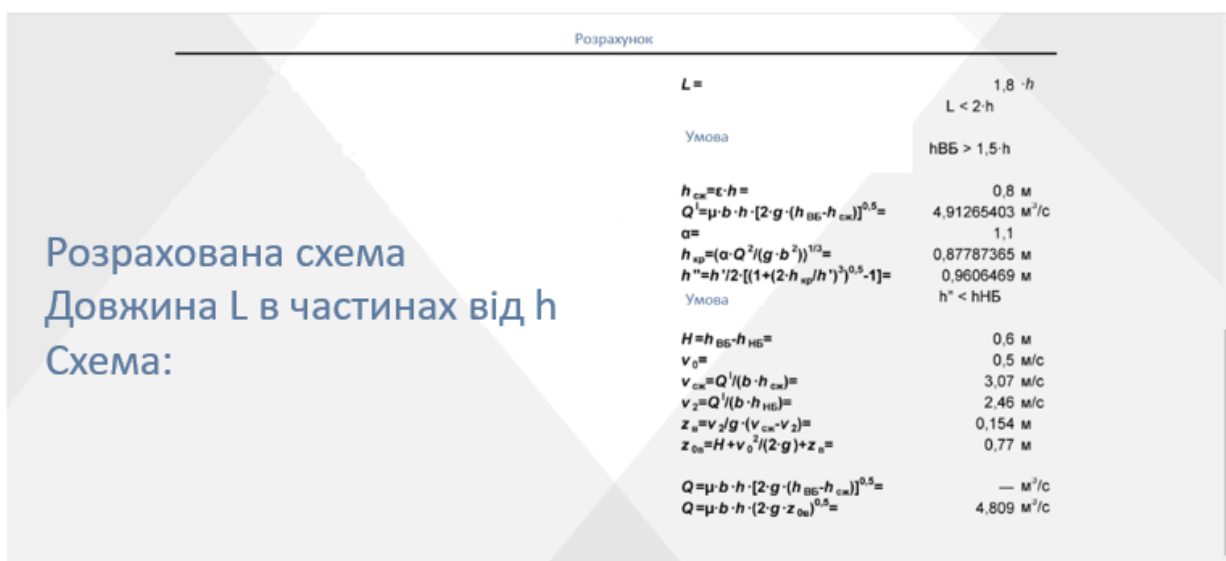 Розрахунок
L= 1,8 ·h
L < 2·h
Умова
hВБ > 1,5·h
h сж=ε·h= 0,8 м
Q^I=μ·b·h·[2·g·(h ВБ-h сж)]^0,5= 4,91265403 м³/с
α= 1,1
h кр=(α·Q²/(g·b²))^1/3= 0,87787365 м
h"=h'/2·[(1+(2·h кр/h')³)^0,5-1]= 0,9606469 м
Умова
h" < hНБ
Розрахована схема
Довжина L в частинах від h
Схема:
H=h ВБ-h НБ= 0,6 м
v₀= 0,5 м/с
v сж=Q^I/(b·h сж)= 3,07 м/с
v₂=Q^I/(b·h НБ)= 2,46 м/с
z в=v₂/g·(v сж-v₂)= 0,154 м
z 0в=H+v₀²/(2·g)+z в= 0,77 м
Q=μ·b·h·[2·g·(h ВБ-h сж)]^0,5= — м³/с
Q=μ·b·h·(2·g·z 0в)^0,5= 4,809 м³/с